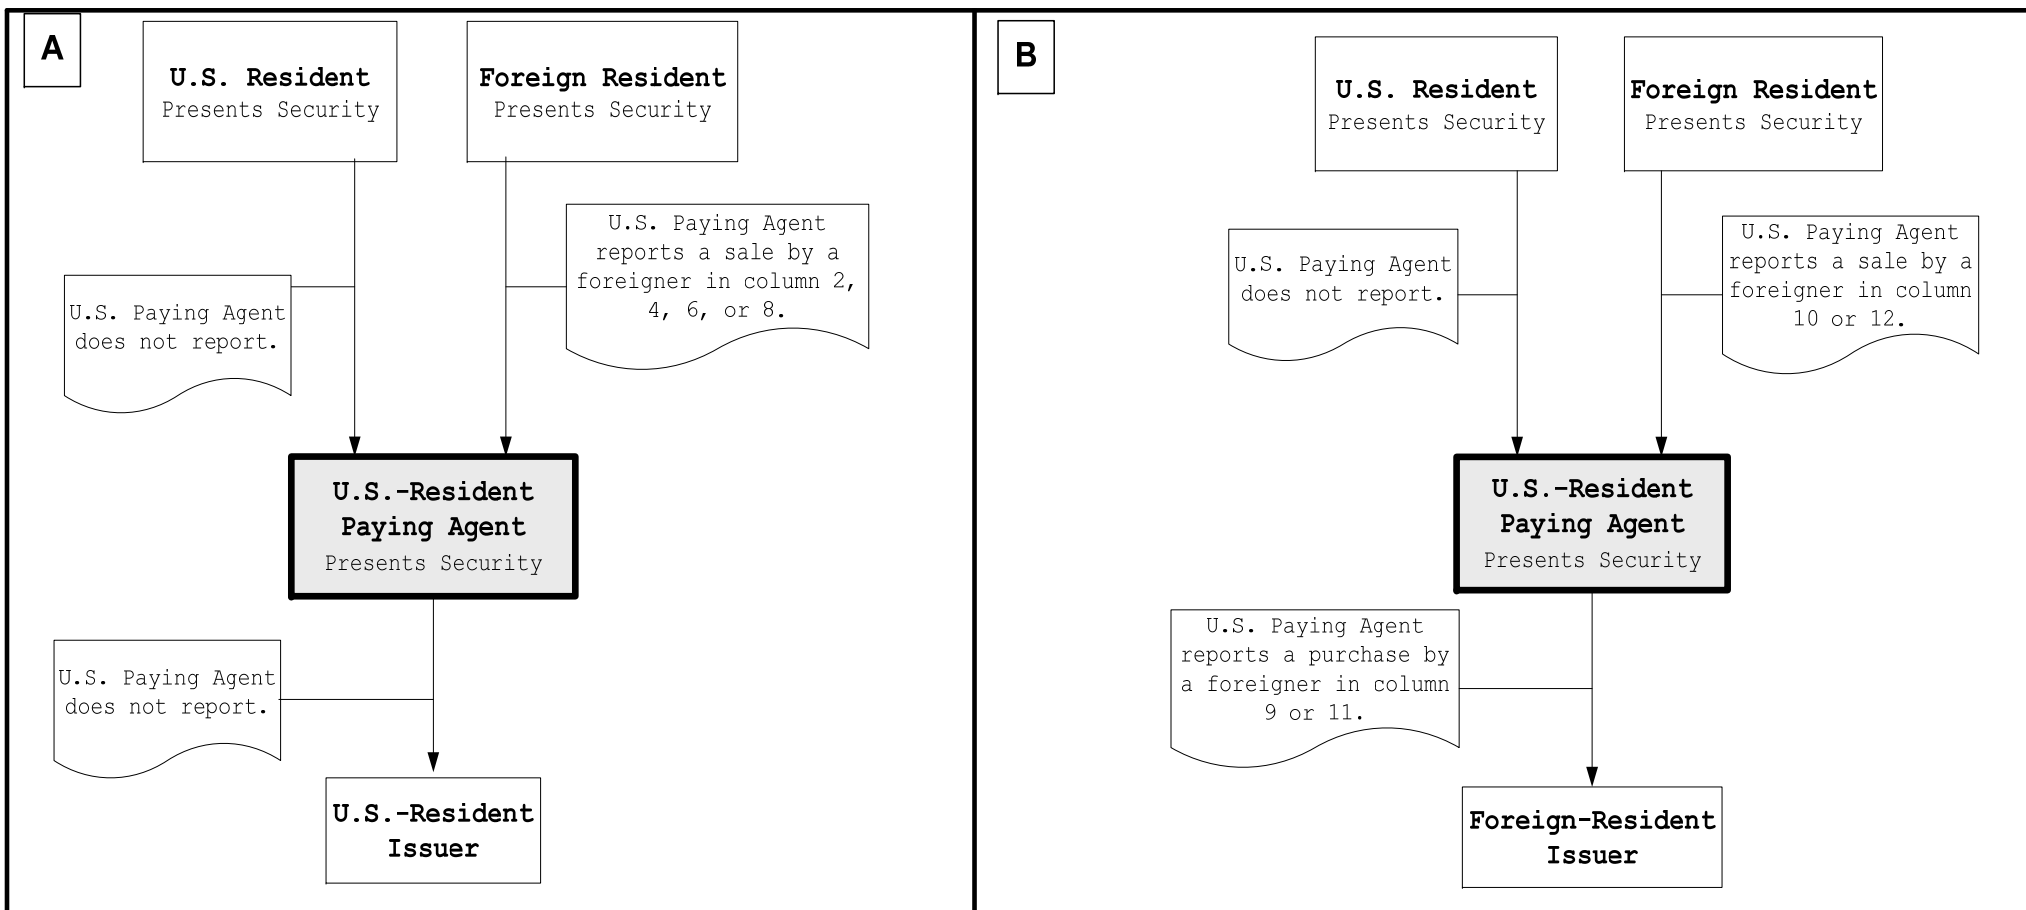 A
U.S. Resident
Presents Security
Foreign Resident
Presents Security
U.S. Paying Agent
reports a sale by a
foreigner in column 2,
4, 6, or 8.
U.S. Paying Agent
does not report.
U.S.-Resident
Paying Agent
Presents Security
U.S. Paying Agent
does not report.
U.S.-Resident
Issuer
B
U.S. Resident
Presents Security
Foreign Resident
Presents Security
U.S. Paying Agent
does not report.
U.S. Paying Agent
reports a sale by a
foreigner in column
10 or 12.
U.S.-Resident
Paying Agent
Presents Security
U.S. Paying Agent
reports a purchase by
a foreigner in column
9 or 11.
Foreign-Resident
Issuer